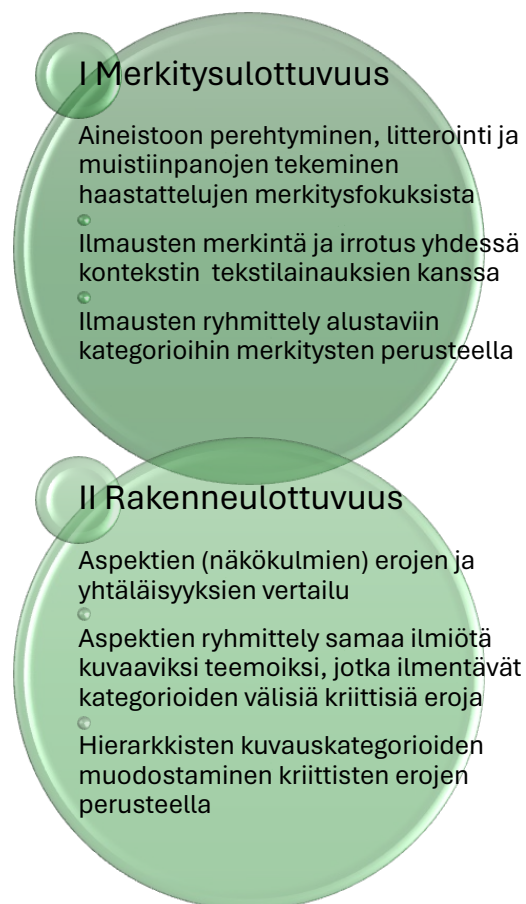 I Merkitysulottuvuus
Aineistoon perehtyminen, litterointi ja
muistiinpanojen tekeminen
haastattelujen merkitysfokuksista
Ilmausten merkintä ja irrotus yhdessä
kontekstin tekstilainauksien kanssa
Ilmausten ryhmittely alustaviin
kategorioihin merkitysten perusteella
II Rakenneulottuvuus
Aspektien (näkökulmien) erojen ja
yhtäläisyyksien vertailu
Aspektien ryhmittely samaa ilmiötä
kuvaaviksi teemoiksi, jotka ilmentävät
kategorioiden välisiä kriittisiä eroja
Hierarkkisten kuvauskategorioiden
muodostaminen kriittisten erojen
perusteella